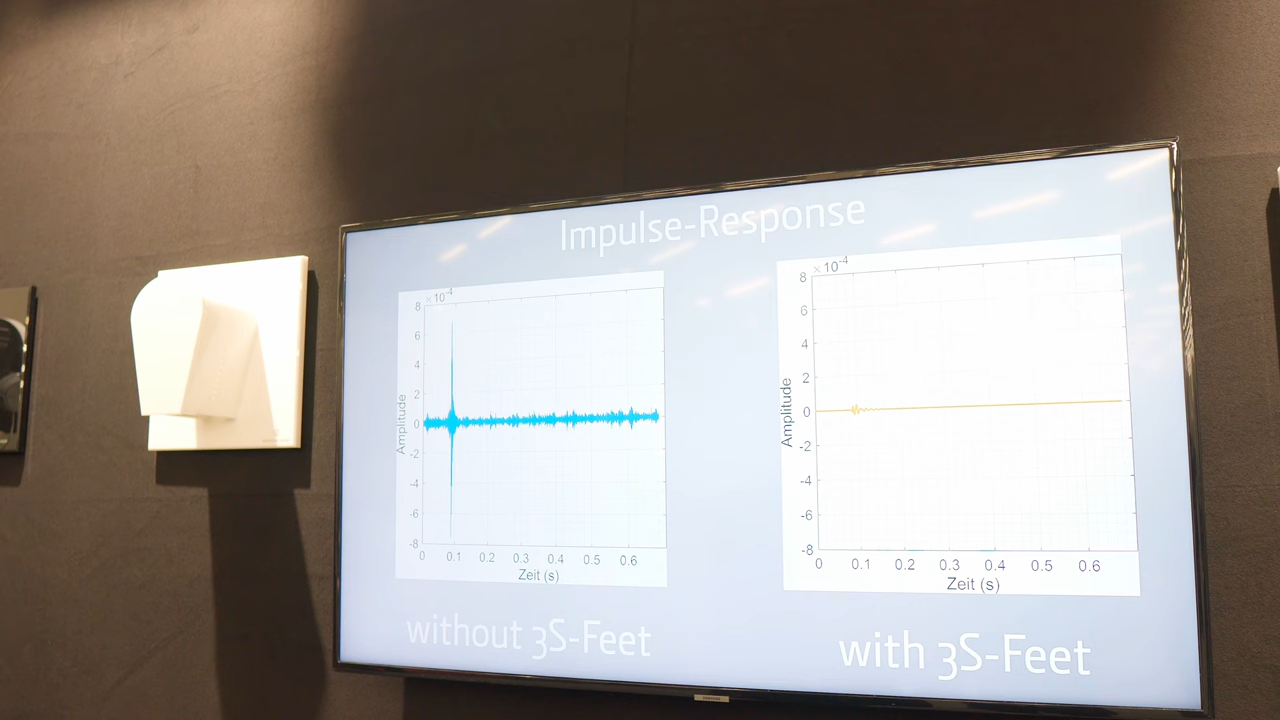 Impulse-Response
× 10-4
8
6
4
2
0
-2
-4
-6
-8
Amplitude
0 0.1 0.2 0.3 0.4 0.5 0.6
Zeit (s)
without 3S-Feet
× 10-4
8
6
4
2
0
-2
-4
-6
-8
Amplitude
0 0.1 0.2 0.3 0.4 0.5 0.6
Zeit (s)
with 3S-Feet